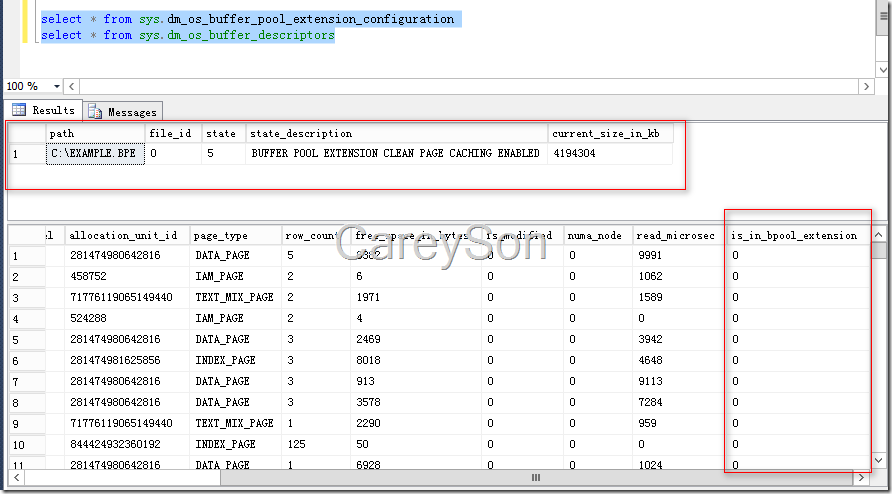 select * from sys.dm_os_buffer_pool_extension_configuration
select * from sys.dm_os_buffer_descriptors
100 %
Results Messages
path file_id state state_description current_size_in_kb
1 C:\EXAMPLE.BPE 0 5 BUFFER POOL EXTENSION CLEAN PAGE CACHING ENABLED 4194304
CareySon
el allocation_unit_id page_type row_count free_space_in_bytes is_modified numa_node read_microsec is_in_bpool_extension
1 281474980642816 DATA_PAGE 5 0 0 9991 0
2 458752 IAM_PAGE 2 6 0 0 1062 0
3 71776119065149440 TEXT_MIX_PAGE 2 1971 0 0 1589 0
4 524288 IAM_PAGE 2 4 0 0 0 0
5 281474980642816 DATA_PAGE 3 2469 0 0 3942 0
6 281474981625856 INDEX_PAGE 3 8018 0 0 4648 0
7 281474980642816 DATA_PAGE 3 913 0 0 9113 0
8 281474980642816 DATA_PAGE 3 3578 0 0 7284 0
9 71776119065149440 TEXT_MIX_PAGE 1 2290 0 0 959 0
10 844424932360192 INDEX_PAGE 125 50 0 0 0 0
11 281474980642816 DATA_PAGE 1 6928 0 0 1024 0